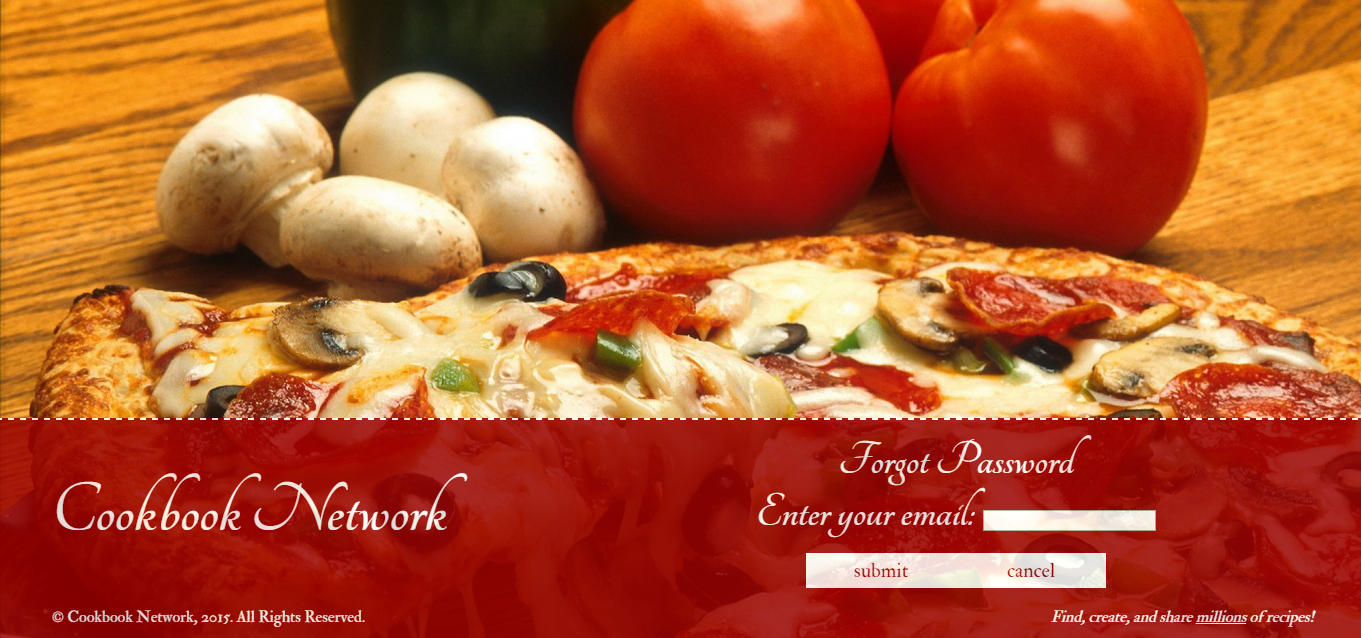 Cookbook Network
Forgot Password
Enter your email:
submit cancel
© Cookbook Network, 2015. All Rights Reserved.
Find, create, and share millions of recipes!